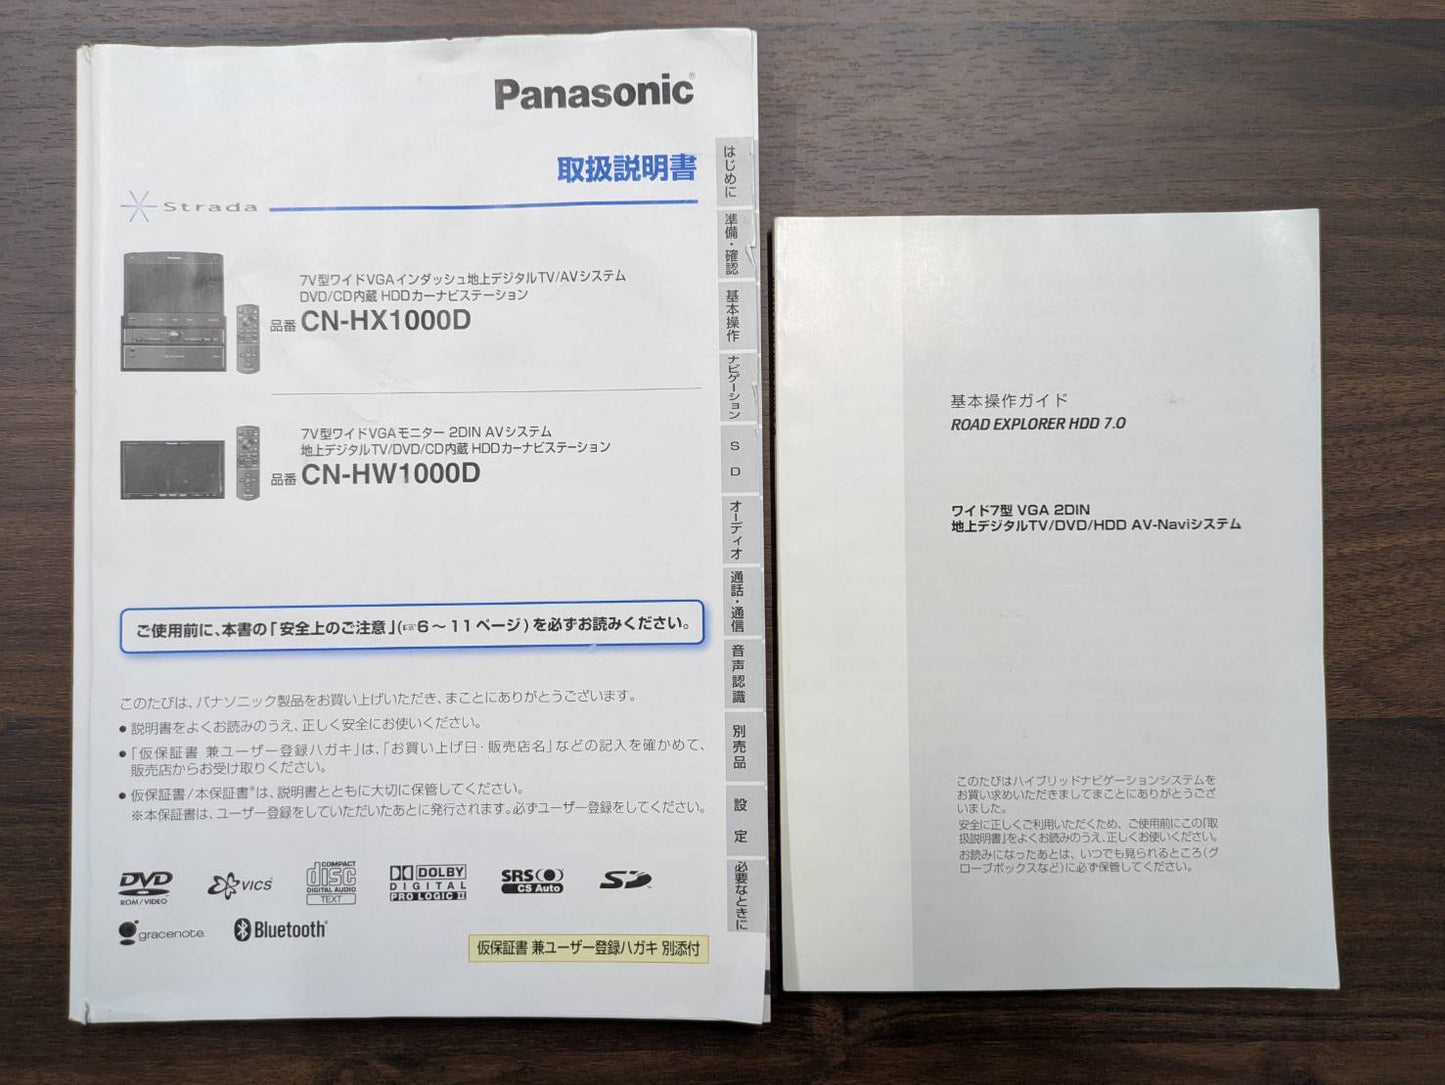 Panasonic®
取扱説明書
Strada
7V型ワイドVGAインダッシュ地上デジタルTV/AVシステム
DVD/CD内蔵 HDDカーナビステーション
品番 CN-HX1000D
7V型ワイドVGAモニター 2DIN AVシステム
地上デジタルTV/DVD/CD内蔵 HDDカーナビステーション
品番 CN-HW1000D
ご使用前に、本書の「安全上のご注意」(☞6～11ページ)を必ずお読みください。
このたびは、パナソニック製品をお買い上げいただき、まことにありがとうございます。
● 説明書をよくお読みのうえ、正しく安全にお使いください。
● 「仮保証書 兼ユーザー登録ハガキ」は、「お買い上げ日・販売店名」などの記入を確かめて、
販売店からお受け取りください。
● 仮保証書/本保証書※は、説明書とともに大切に保管してください。
※本保証書は、ユーザー登録をしていただいたあとに発行されます。必ずユーザー登録をしてください。
DVD
ROM/VIDEO
VICS
COMPACT
disc
DIGITAL AUDIO
TEXT
DOLBY
DIGITAL
PRO LOGIC II
SRS
CS Auto
SD
gracenote.
Bluetooth®
仮保証書 兼ユーザー登録ハガキ 別添付
はじめに
準備・確認
基本操作
ナビゲーション
SD
オーディオ
通話・通信
音声認識
別売品
設定
必要なときに
基本操作ガイド
ROAD EXPLORER HDD 7.0
ワイド7型 VGA 2DIN
地上デジタルTV/DVD/HDD AV-Naviシステム
このたびはハイブリッドナビゲーションシステムを
お買い求めいただきましてまことにありがとうござ
いました。
安全に正しくご利用いただくため、ご使用前にこの「取
扱説明書」をよくお読みのうえ、正しくお使いください。
お読みになったあとは、いつでも見られるところ(グ
ローブボックスなど)に必ず保管してください。